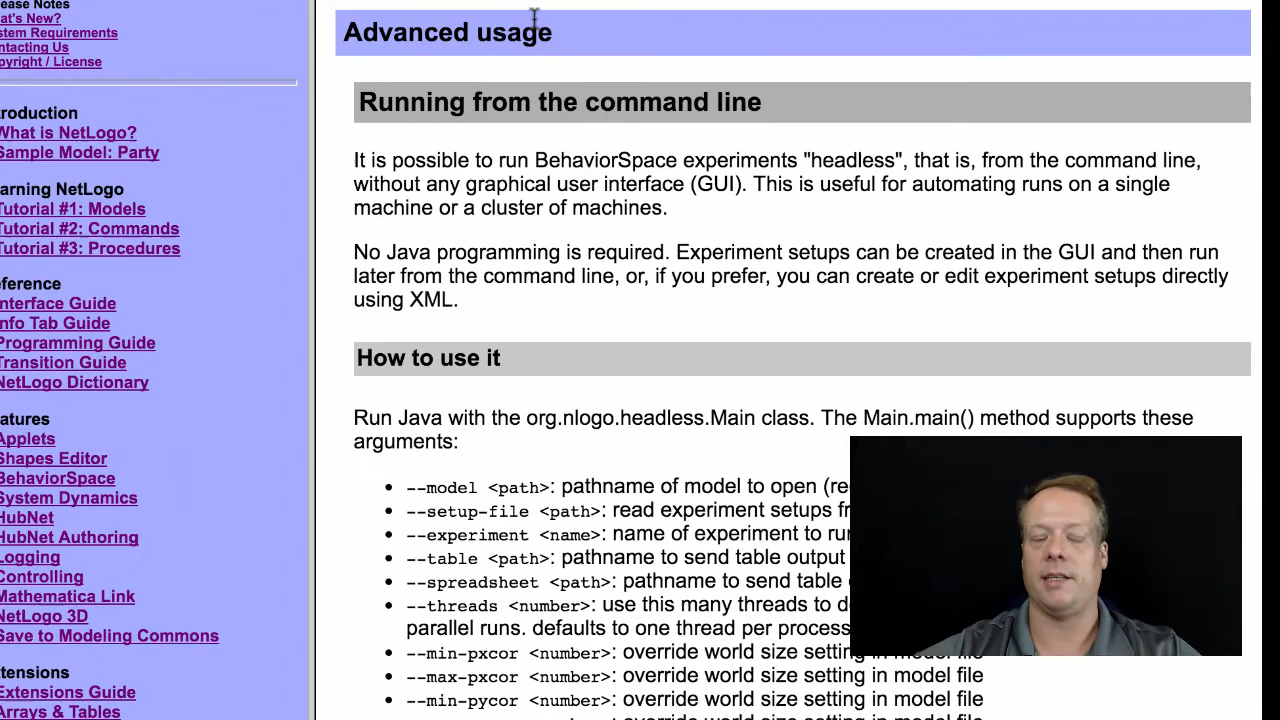 ease Notes
at's New?
stem Requirements
ntacting Us
pyright / License
roduction
What is NetLogo?
Sample Model: Party
arning NetLogo
Tutorial #1: Models
Tutorial #2: Commands
Tutorial #3: Procedures
ference
nterface Guide
nfo Tab Guide
Programming Guide
Transition Guide
NetLogo Dictionary
atures
Applets
Shapes Editor
BehaviorSpace
System Dynamics
HubNet
HubNet Authoring
Logging
Controlling
Mathematica Link
NetLogo 3D
Save to Modeling Commons
tensions
Extensions Guide
Arrays & Tables
Advanced usage
Running from the command line
It is possible to run BehaviorSpace experiments "headless", that is, from the command line,
without any graphical user interface (GUI). This is useful for automating runs on a single
machine or a cluster of machines.
No Java programming is required. Experiment setups can be created in the GUI and then run
later from the command line, or, if you prefer, you can create or edit experiment setups directly
using XML.
How to use it
Run Java with the org.nlogo.headless.Main class. The Main.main() method supports these
arguments:
--model <path>: pathname of model to open (re
--setup-file <path>: read experiment setups fr
--experiment <name>: name of experiment to ru
--table <path>: pathname to send table output
--spreadsheet <path>: pathname to send table
--threads <number>: use this many threads to d
parallel runs. defaults to one thread per process
--min-pxcor <number>: override world size setting in model file
--max-pxcor <number>: override world size setting in model file
--min-pycor <number>: override world size setting in model file